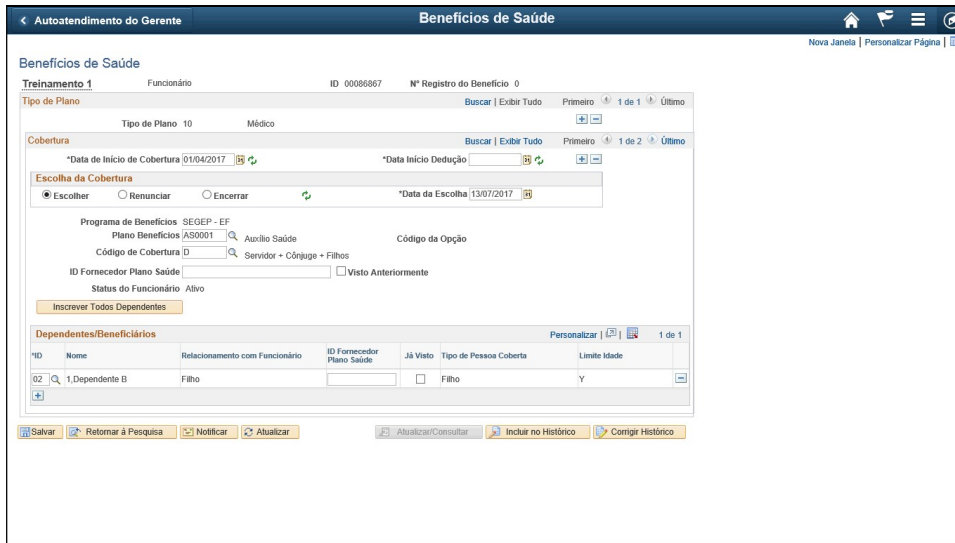 Autoatendimento do Gerente Benefícios de Saúde
Nova Janela | Personalizar Página |
Benefícios de Saúde
Treinamento 1 Funcionário ID 00086867 Nº Registro do Benefício 0
Tipo de Plano Buscar | Exibir Tudo Primeiro 1 de 1 Último
Tipo de Plano 10 Médico
Cobertura Buscar | Exibir Tudo Primeiro 1 de 2 Último
*Data de Início de Cobertura 01/04/2017 *Data Início Dedução
Escolha da Cobertura
Escolher Renunciar Encerrar *Data da Escolha 13/07/2017
Programa de Benefícios SEGEP - EF
Plano Benefícios AS0001 Auxílio Saúde Código da Opção
Código de Cobertura D Servidor + Cônjuge + Filhos
ID Fornecedor Plano Saúde Visto Anteriormente
Status do Funcionário Ativo
Inscrever Todos Dependentes
Dependentes/Beneficiários Personalizar | | 1 de 1
*ID Nome Relacionamento com Funcionário ID Fornecedor Plano Saúde Já Visto Tipo de Pessoa Coberta Limite Idade
02 1,Dependente B Filho Filho Y
Salvar Retornar à Pesquisa Notificar Atualizar Atualizar/Consultar Incluir no Histórico Corrigir Histórico